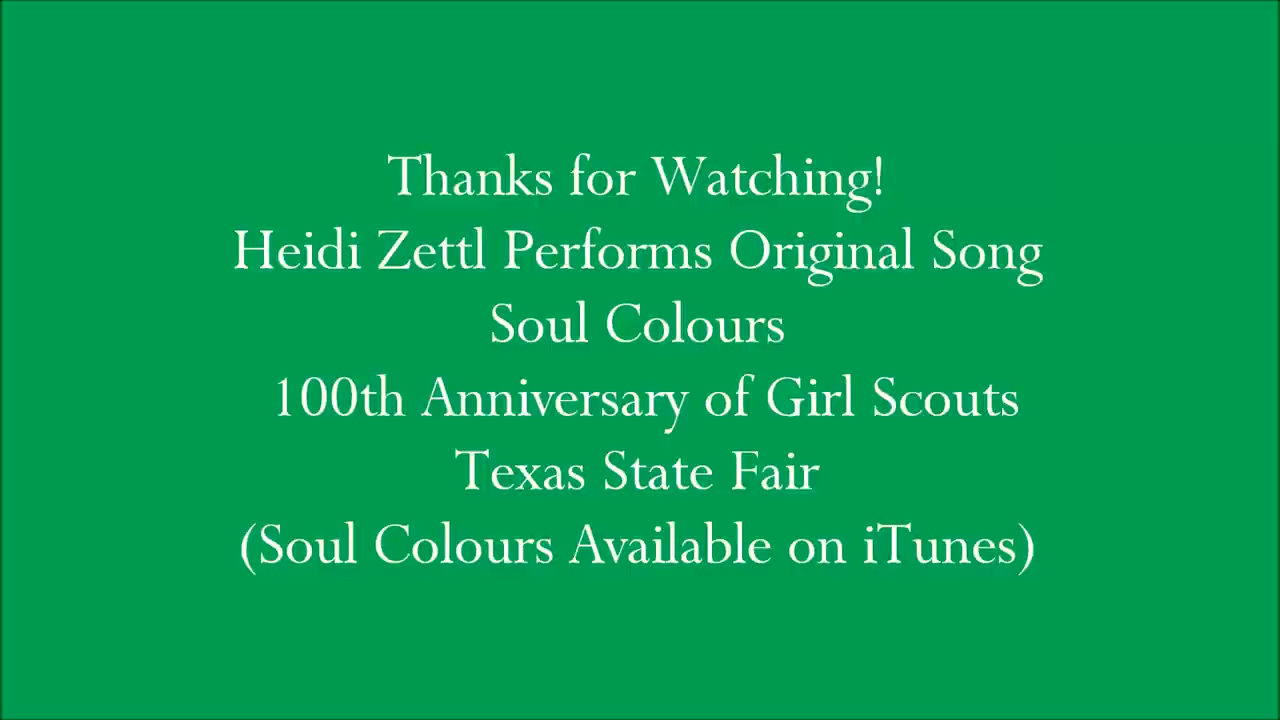 Thanks for Watching!
Heidi Zettl Performs Original Song
Soul Colours
100th Anniversary of Girl Scouts
Texas State Fair
(Soul Colours Available on iTunes)